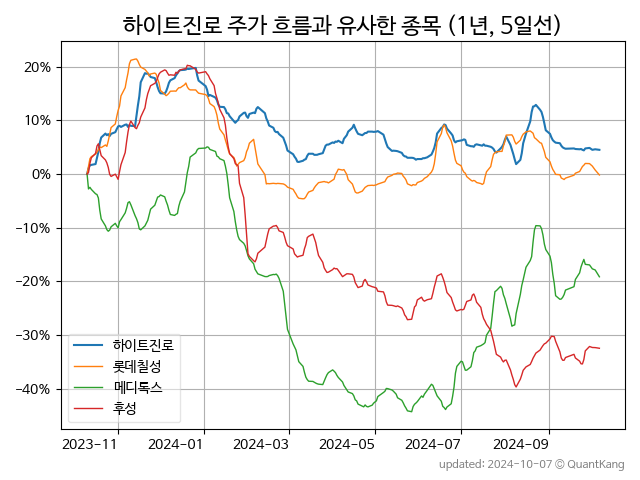 하이트진로 주가 흐름과 유사한 종목 (1년, 5일선)
20%
10%
0%
−10%
−20%
−30%
−40%
하이트진로
롯데칠성
메디톡스
후성
2023-11 2024-01 2024-03 2024-05 2024-07 2024-09
updated: 2024-10-07 © QuantKang